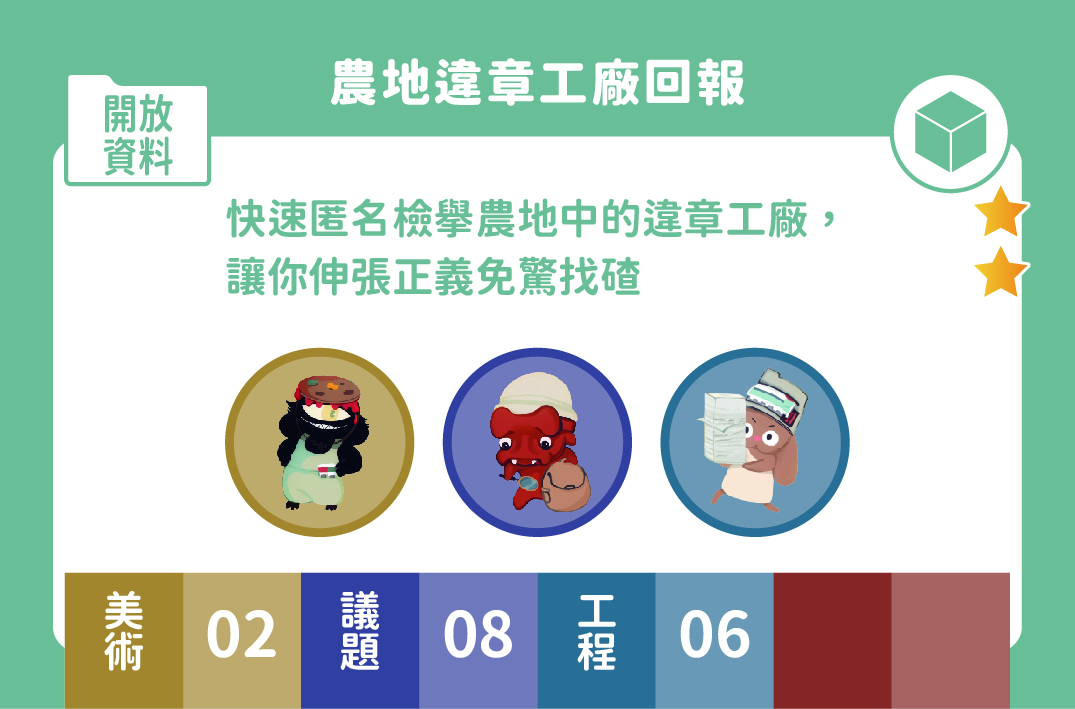 農地違章工廠回報
開放
資料
快速匿名檢舉農地中的違章工廠，
讓你伸張正義免驚找碴
美術
02
議題
08
工程
06